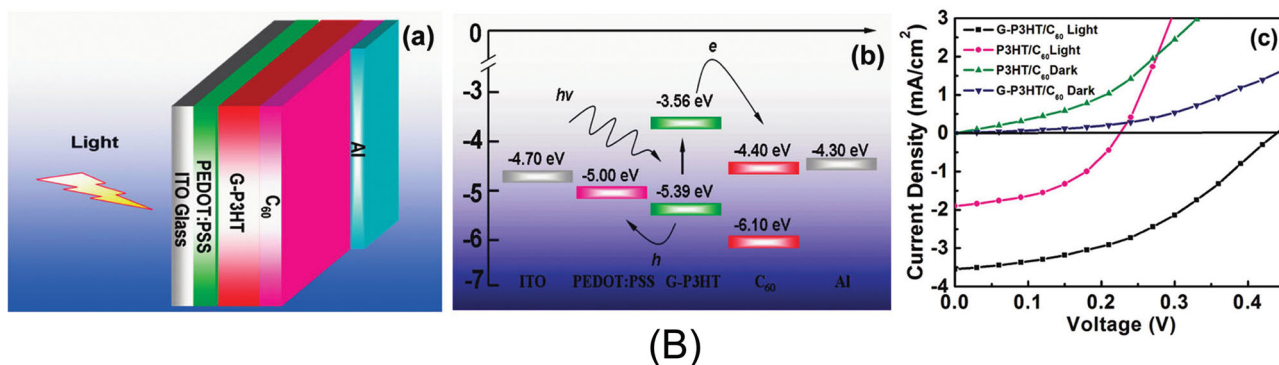 (a)
Light
ITO Glass
PEDOT:PSS
G-P3HT
C60
Al
(b)
0
-3
-4
-5
-6
-7
e
hν
h
-3.56 eV
-4.40 eV
-4.30 eV
-4.70 eV
-5.00 eV
-5.39 eV
-6.10 eV
ITO PEDOT:PSS G-P3HT C60 Al
(B)
(c)
G-P3HT/C60 Light
P3HT/C60 Light
P3HT/C60 Dark
G-P3HT/C60 Dark
Current Density (mA/cm2)
3
2
1
0
-1
-2
-3
-4
0.0 0.1 0.2 0.3 0.4
Voltage (V)